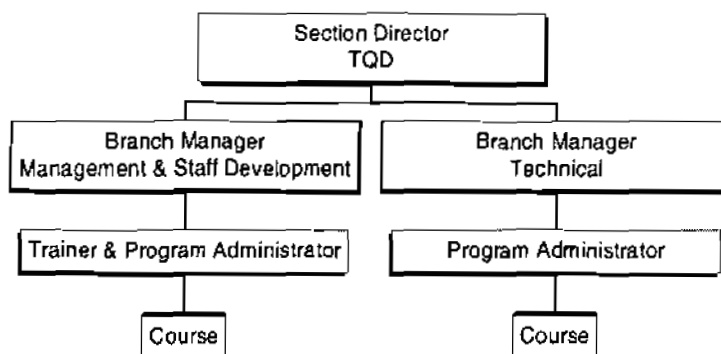 Section Director
TQD
Branch Manager
Management & Staff Development
Branch Manager
Technical
Trainer & Program Administrator
Program Administrator
Course
Course